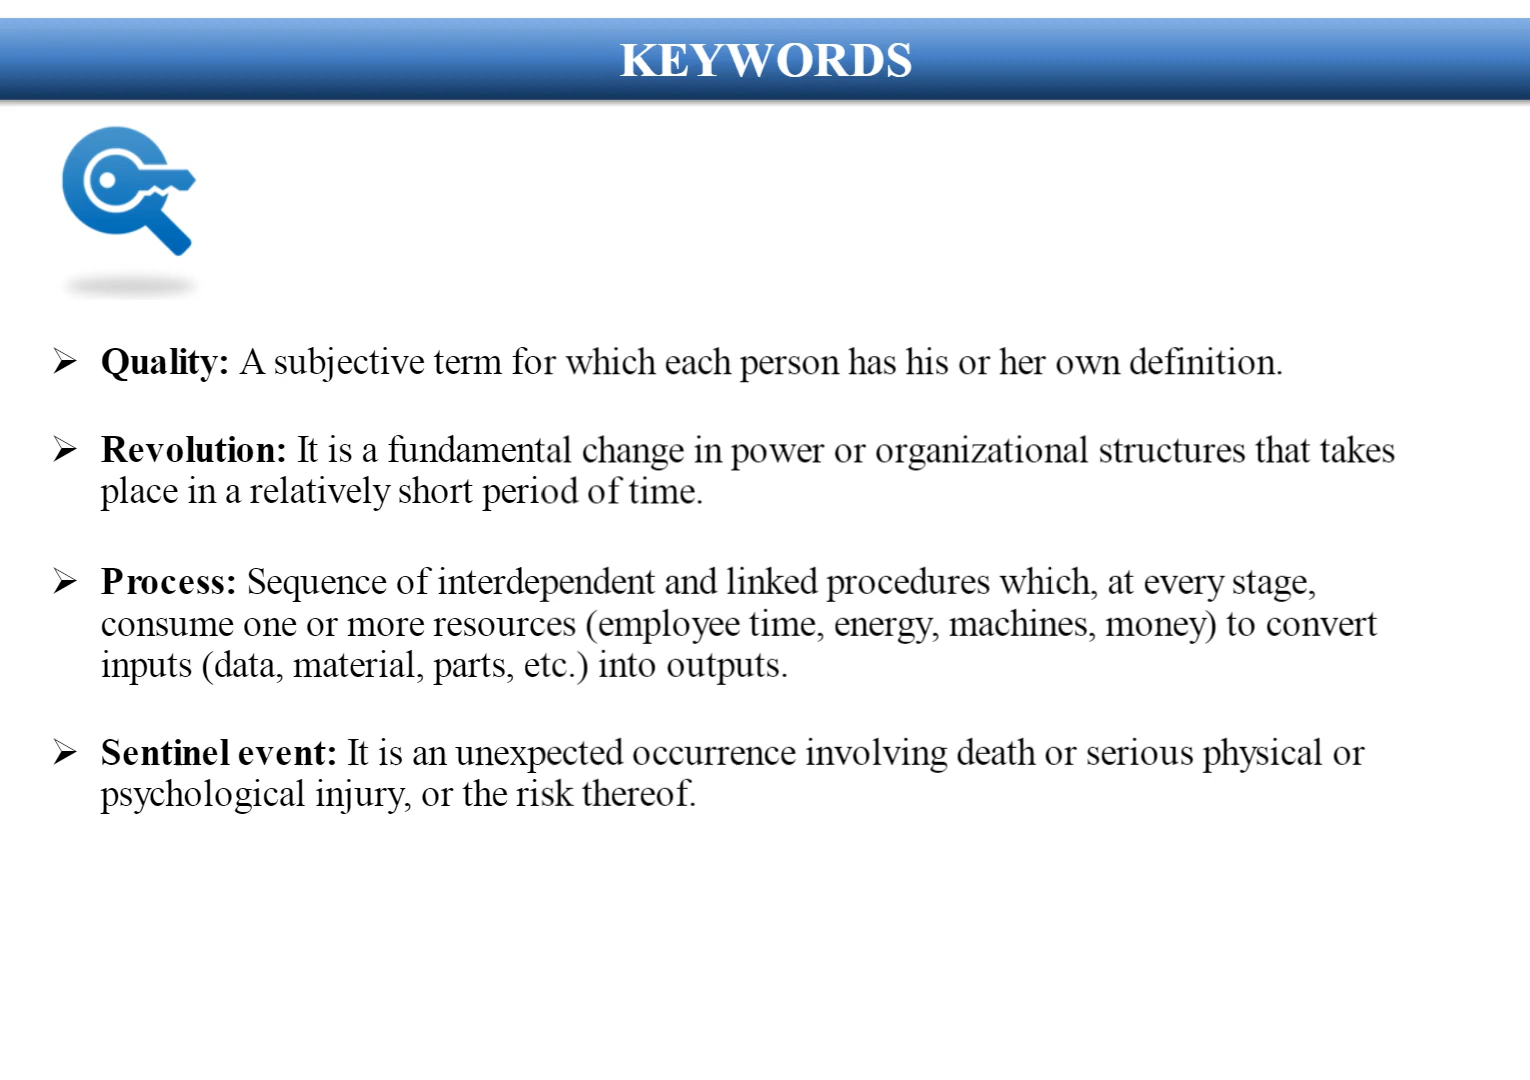 KEYWORDS
➢ Quality: A subjective term for which each person has his or her own definition.
➢ Revolution: It is a fundamental change in power or organizational structures that takes
place in a relatively short period of time.
➢ Process: Sequence of interdependent and linked procedures which, at every stage,
consume one or more resources (employee time, energy, machines, money) to convert
inputs (data, material, parts, etc.) into outputs.
➢ Sentinel event: It is an unexpected occurrence involving death or serious physical or
psychological injury, or the risk thereof.